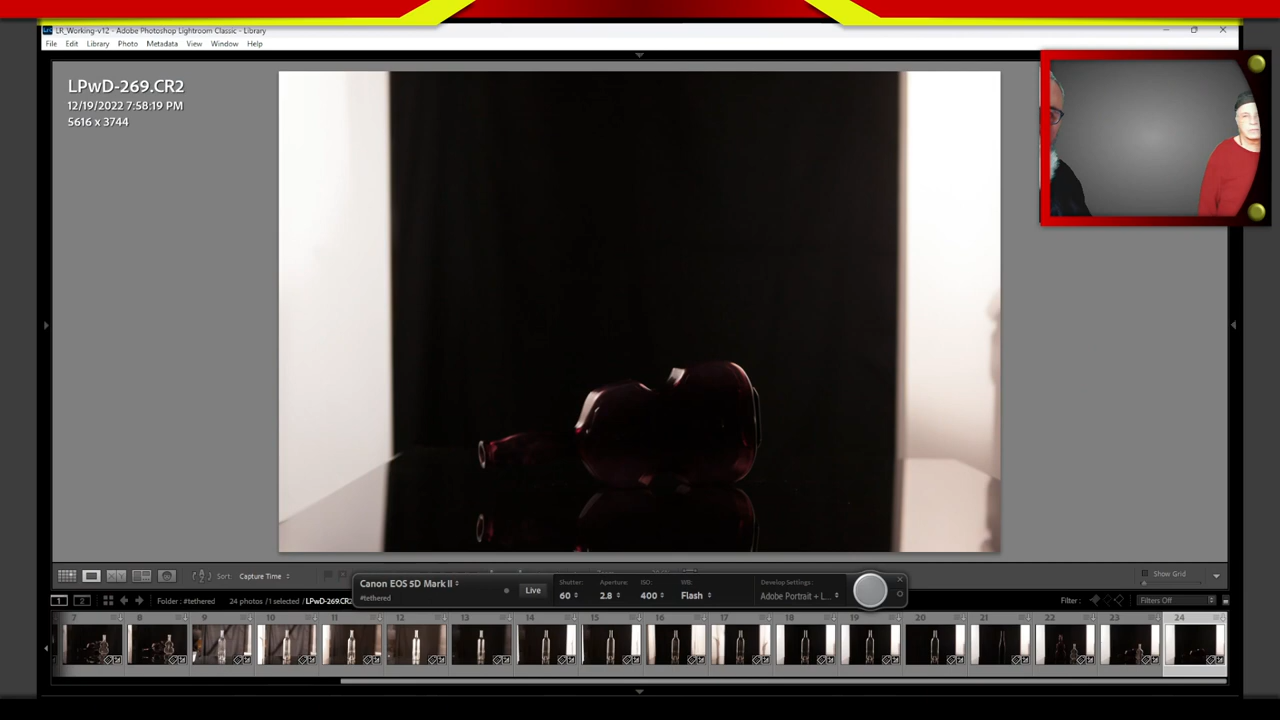 LR_Working-v12 - Adobe Photoshop Lightroom Classic - Library
File Edit Library Photo Metadata View Window Help
LPwD-269.CR2
12/19/2022 7:58:19 PM
5616 x 3744
Sort: Capture Time
Show Grid
Canon EOS 5D Mark II
#tethered
Live
Shutter: Aperture: ISO: WB: Develop Settings:
60 2.8 400 Flash Adobe Portrait + L...
1 2 Folder : #tethered 24 photos /1 selected /LPwD-269.CR2
Filter : Filters Off
7 8 9 10 11 12 13 14 15 16 17 18 19 20 21 22 23 24